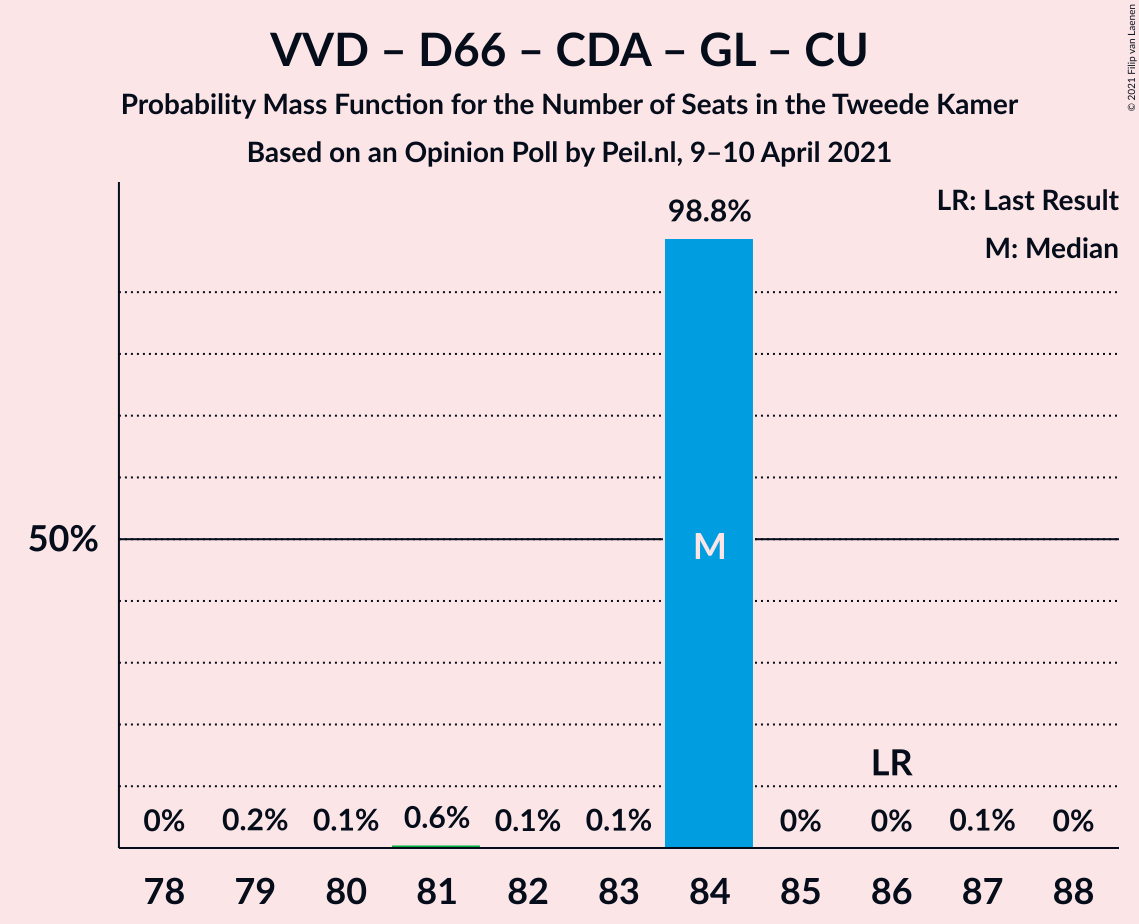 VVD – D66 – CDA – GL – CU
Probability Mass Function for the Number of Seats in the Tweede Kamer
Based on an Opinion Poll by Peil.nl, 9–10 April 2021
© 2021 Filip van Laenen
LR: Last Result
M: Median
98.8%
50%
M
LR
0% 0.2% 0.1% 0.6% 0.1% 0.1% 0% 0% 0.1% 0%
78 79 80 81 82 83 84 85 86 87 88